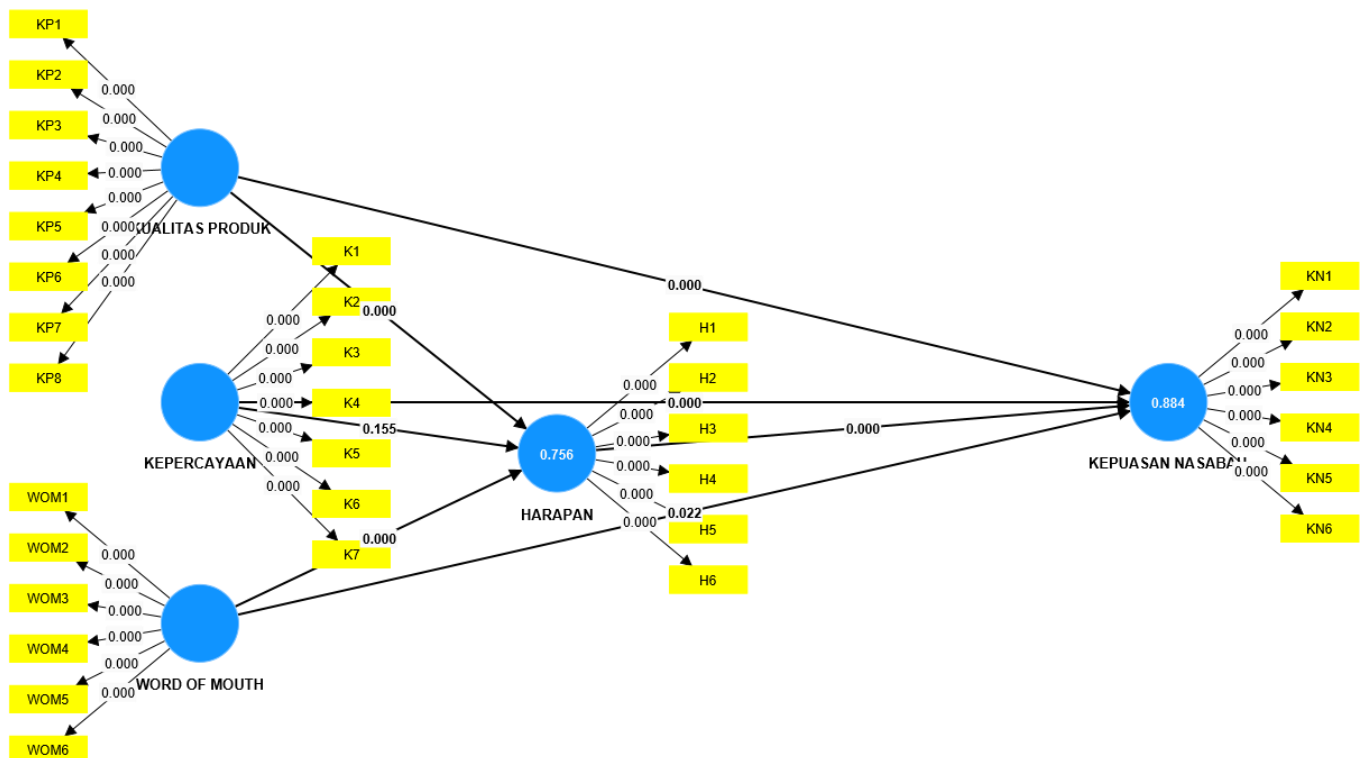 KP1
KP2
KP3
KP4
KP5
KP6
KP7
KP8
0.000
0.000
0.000
0.000
0.000
0.000
0.000
0.000
KUALITAS PRODUK
K1
K2
K3
K4
K5
K6
K7
0.000
0.000
0.000
0.000
0.000
0.000
0.000
KEPERCAYAAN
WOM1
WOM2
WOM3
WOM4
WOM5
WOM6
0.000
0.000
0.000
0.000
0.000
0.000
WORD OF MOUTH
0.000
0.155
0.000
0.756
HARAPAN
H1
H2
H3
H4
H5
H6
0.000
0.000
0.000
0.000
0.000
0.000
0.000
0.000
0.000
0.022
0.884
KEPUASAN NASABAH
KN1
KN2
KN3
KN4
KN5
KN6
0.000
0.000
0.000
0.000
0.000
0.000